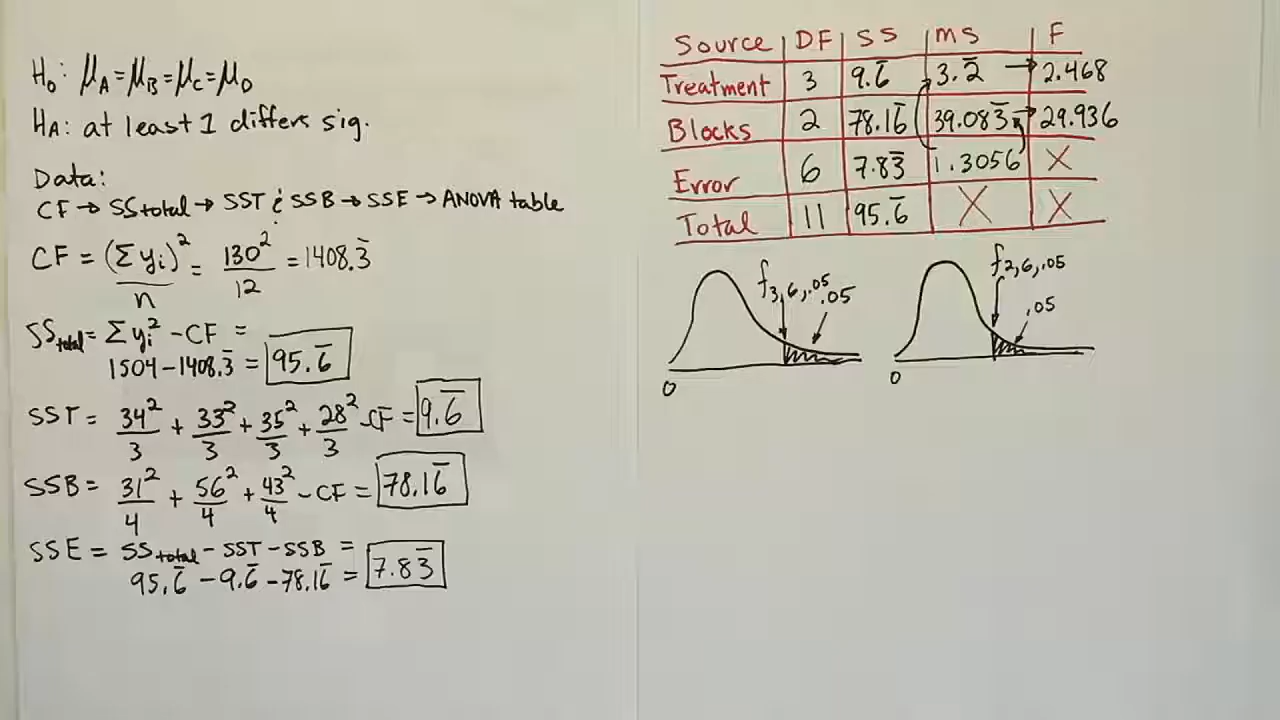 H₀: μA = μB = μC = μD
HA: at least 1 differs sig.
Data:
CF → SStotal → SST & SSB → SSE → ANOVA table
CF = (Σyi)² / n = 130² / 12 = 1408.3̅
SStotal = Σyi² - CF =
1504 - 1408.3̅ = 95.6̅
SST = 34²/3 + 33²/3 + 35²/3 + 28²/3 - CF = 9.6̅
SSB = 31²/4 + 56²/4 + 43²/4 - CF = 78.16̅
SSE = SStotal - SST - SSB =
95.6̅ - 9.6̅ - 78.16̅ = 7.83̅
Source DF SS MS F
Treatment 3 9.6̅ 3.2̅ → 2.468
Blocks 2 78.16̅ 39.083̅ → 29.936
Error 6 7.83̅ 1.3056 X
Total 11 95.6̅ X X
f3,6,.05 .05
0
f2,6,.05
.05
0